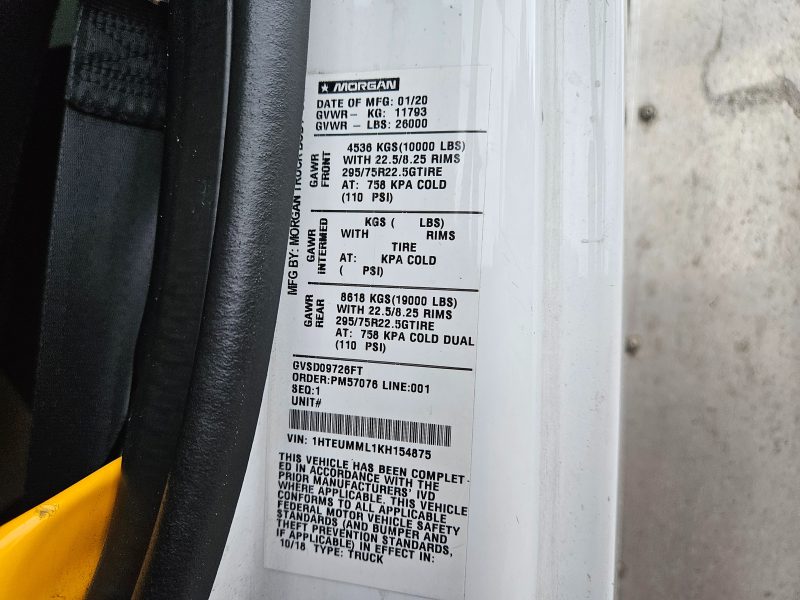 ★ MORGAN
DATE OF MFG: 01/20
GVWR- KG: 11793
GVWR- LBS: 26000
MFG BY: MORGAN TRUCK BODY
GAWR
FRONT
4536 KGS(10000 LBS)
WITH 22.5/8.25 RIMS
295/75R22.5GTIRE
AT: 758 KPA COLD
(110 PSI)
GAWR
INTERMED
KGS ( LBS)
WITH RIMS
TIRE
AT: KPA COLD
( PSI)
GAWR
REAR
8618 KGS(19000 LBS)
WITH 22.5/8.25 RIMS
295/75R22.5GTIRE
AT: 758 KPA COLD DUAL
(110 PSI)
GVSD09726FT
ORDER:PM57076 LINE:001
SEQ:1
UNIT#
VIN: 1HTEUMML1KH154875
THIS VEHICLE HAS BEEN COMPLET-
ED IN ACCORDANCE WITH THE
PRIOR MANUFACTURERS' IVD
WHERE APPLICABLE. THIS VEHICLE
CONFORMS TO ALL APPLICABLE
FEDERAL MOTOR VEHICLE SAFETY
STANDARDS (AND BUMPER AND
THEFT PREVENTION STANDARDS,
IF APPLICABLE) IN EFFECT IN:
10/18 TYPE: TRUCK